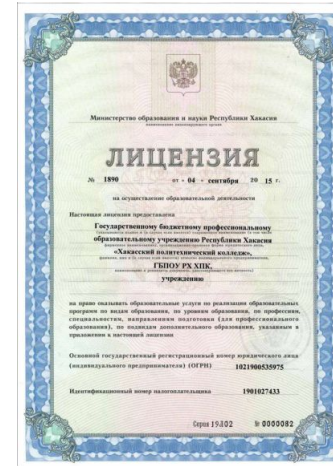 Министерство образования и науки Республики Хакасия
наименование лицензирующего органа
ЛИЦЕНЗИЯ
№ 1890 от « 04 » сентября 20 15 г.
на осуществление образовательной деятельности
Настоящая лицензия предоставлена
Государственному бюджетному профессиональному
образовательному учреждению Республики Хакасия
«Хакасский политехнический колледж»,
ГБПОУ РХ ХПК,
учреждению
на право оказывать образовательные услуги по реализации образовательных
программ по видам образования, по уровням образования, по профессиям,
специальностям, направлениям подготовки (для профессионального
образования), по подвидам дополнительного образования, указанным в
приложении к настоящей лицензии
Основной государственный регистрационный номер юридического лица
(индивидуального предпринимателя) (ОГРН) 1021900535975
Идентификационный номер налогоплательщика 1901027433
Серия 19Л02 № 0000082